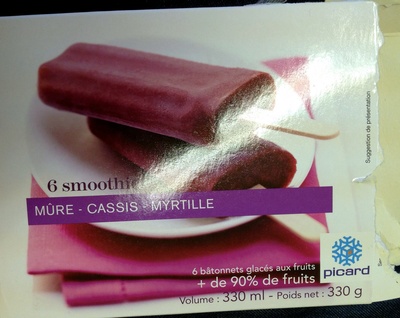 6 smoothie
MÛRE - CASSIS - MYRTILLE
Suggestion de présentation
6 bâtonnets glacés aux fruits
+ de 90% de fruits
Volume : 330 ml - Poids net : 330 g
picard